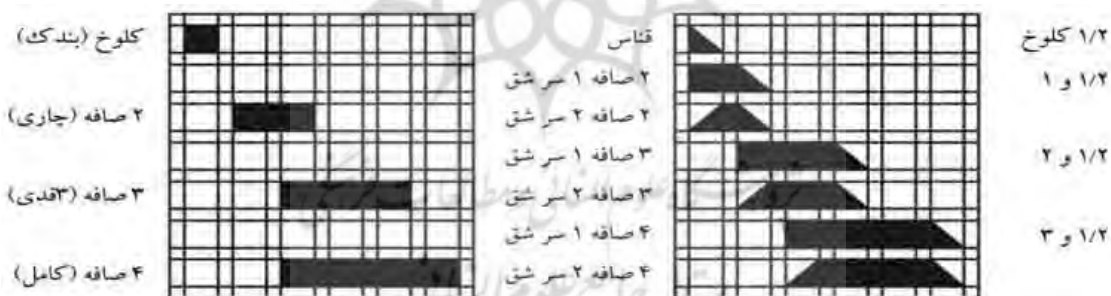 ۱/۲ کلوخ
قناس
کلوخ (بندکت)
۱/۲ و ۱
۲ صافه ۱ سر شق
۲ صافه ۲ سر شق
۲ صافه (چاری)
۱/۲ و ۲
۳ صافه ۱ سر شق
۳ صافه ۲ سر شق
۳ صافه (۳قدی)
۱/۲ و ۳
۴ صافه ۱ سر شق
۴ صافه ۲ سر شق
۴ صافه (کامل)